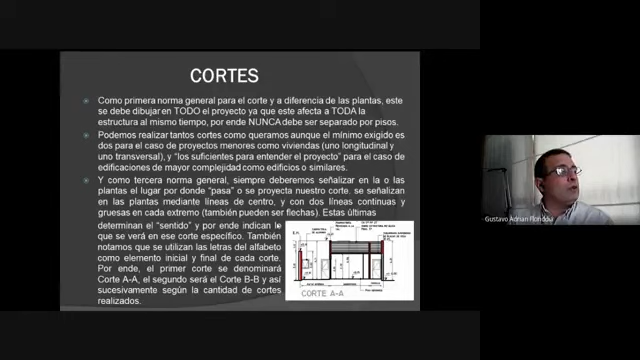 CORTES
Como primera norma general para el corte y a diferencia de las plantas, este
se debe dibujar en TODO el proyecto ya que este afecta a TODA la
estructura al mismo tiempo, por ende NUNCA debe ser separado por pisos.
Podemos realizar tantos cortes como queramos aunque el mínimo exigido es
dos para el caso de proyectos menores como viviendas (uno longitudinal y
uno transversal), y "los suficientes para entender el proyecto" para el caso de
edificaciones de mayor complejidad como edificios o similares.
Y como tercera norma general, siempre deberemos señalizar en la o las
plantas el lugar por donde "pasa" o se proyecta nuestro corte. se señalizan
en las plantas mediante líneas de centro, y con dos líneas continuas y
gruesas en cada extremo (también pueden ser flechas). Estas últimas
determinan el "sentido" y por ende indican le
que se verá en ese corte específico. También
notamos que se utilizan las letras del alfabeto
como elemento inicial y final de cada corte.
Por ende, el primer corte se denominará
Corte A-A, el segundo será el Corte B-B y así
sucesivamente según la cantidad de cortes
realizados.
CORTE A-A
Gustavo Adrian